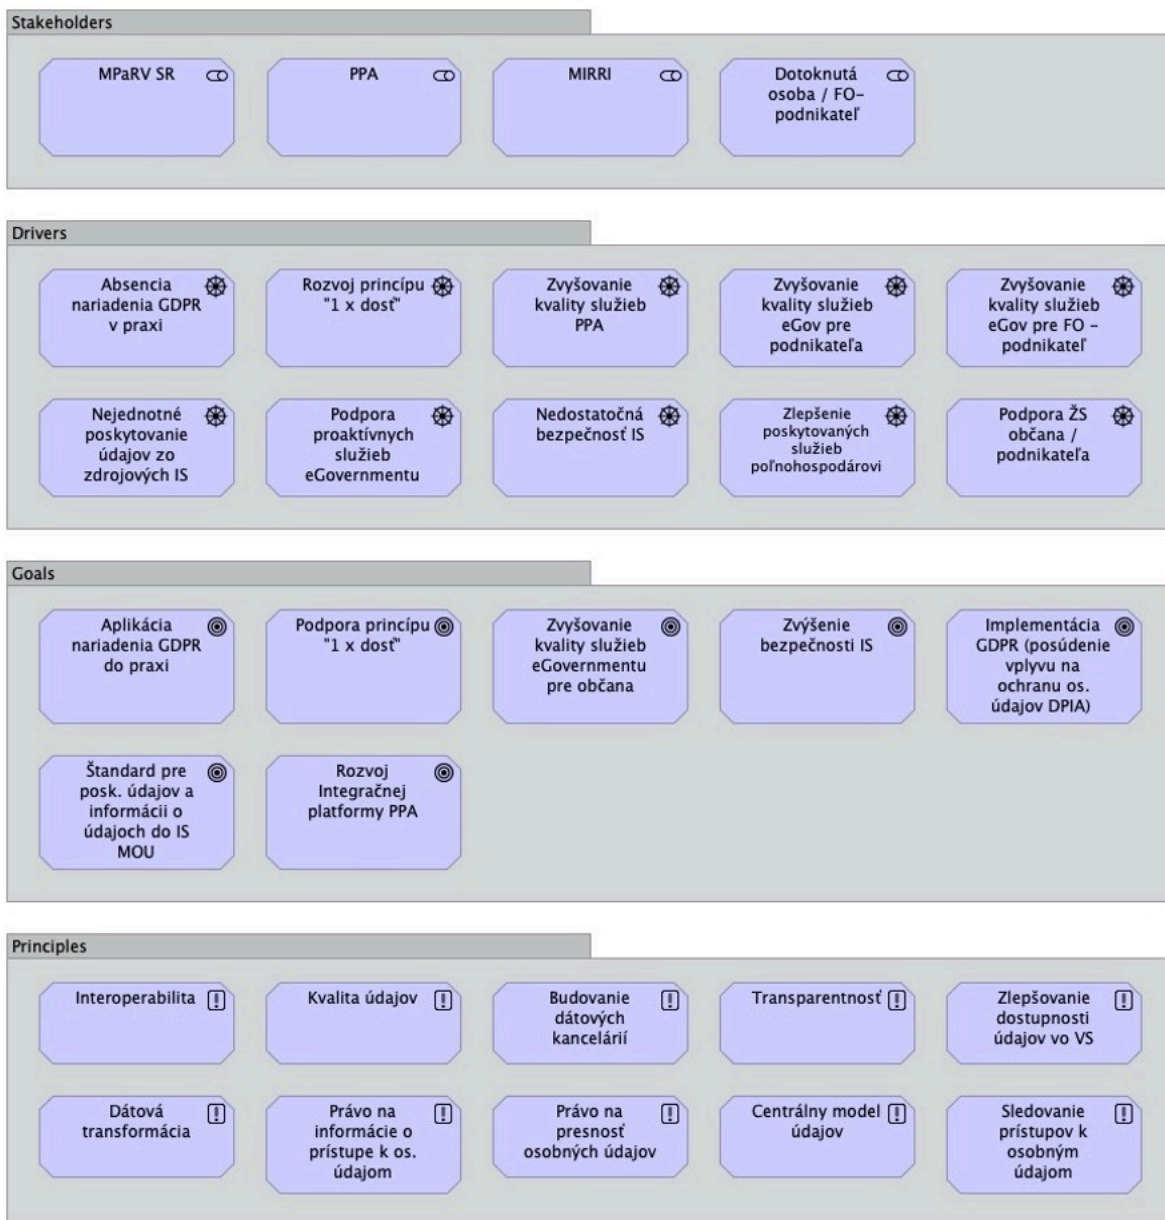 Stakeholders
MPaRV SR
PPA
MIRRI
Dotoknutá
osoba / FO-
podnikateľ
Drivers
Absencia
nariadenia GDPR
v praxi
Rozvoj princípu
"1 x dosť"
Zvyšovanie
kvality služieb
PPA
Zvyšovanie
kvality služieb
eGov pre
podnikateľa
Zvyšovanie
kvality služieb
eGov pre FO -
podnikateľ
Nejednotné
poskytovanie
údajov zo
zdrojových IS
Podpora
proaktívnych
služieb
eGovernmentu
Nedostatočná
bezpečnosť IS
Zlepšenie
poskytovaných
služieb
poľnohospodárovi
Podpora ŽS
občana /
podnikateľa
Goals
Aplikácia
nariadenia GDPR
do praxi
Podpora princípu
"1 x dosť"
Zvyšovanie
kvality služieb
eGovernmentu
pre občana
Zvýšenie
bezpečnosti IS
Implementácia
GDPR (posúdenie
vplyvu na
ochranu os.
údajov DPIA)
Štandard pre
posk. údajov a
informácii o
údajoch do IS
MOU
Rozvoj
Integračnej
platformy PPA
Principles
Interoperabilita
Kvalita údajov
Budovanie
dátových
kancelárií
Transparentnosť
Zlepšovanie
dostupnosti
údajov vo VS
Dátová
transformácia
Právo na
informácie o
prístupe k os.
údajom
Právo na
presnosť
osobných údajov
Centrálny model
údajov
Sledovanie
prístupov k
osobným
údajom